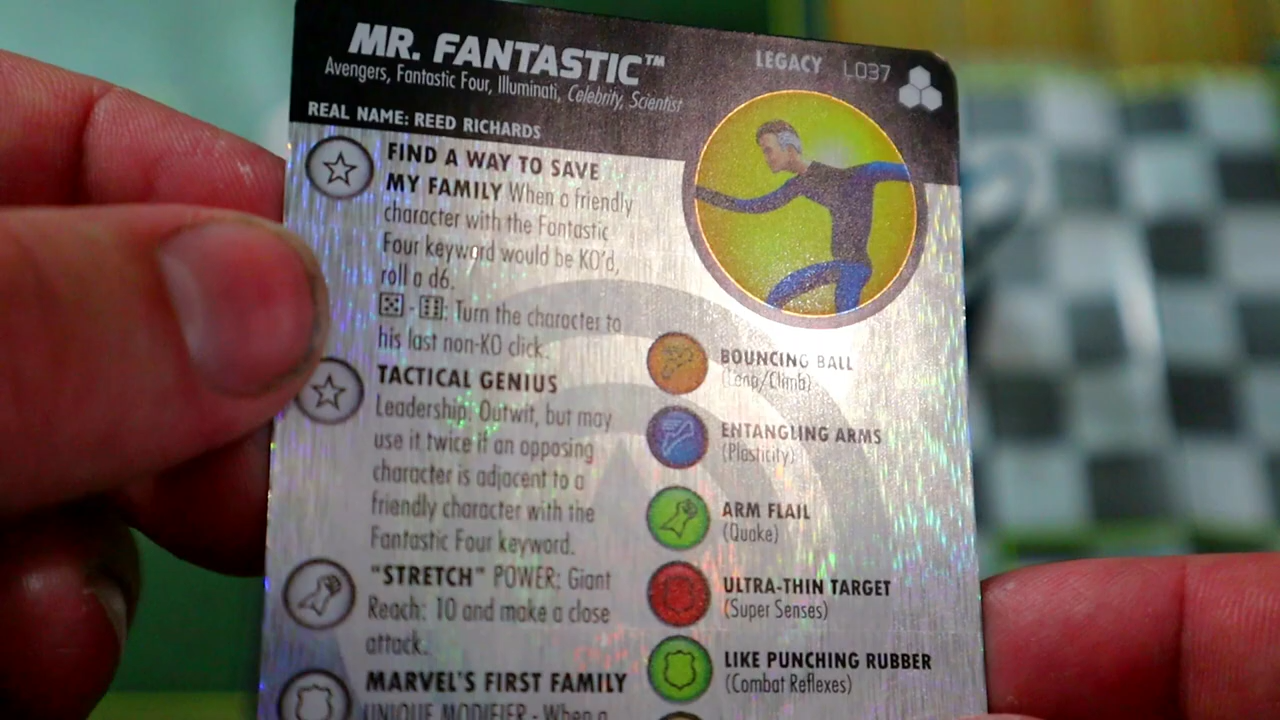 MR. FANTASTIC™
LEGACY L037
Avengers, Fantastic Four, Illuminati, Celebrity, Scientist
REAL NAME: REED RICHARDS
FIND A WAY TO SAVE
MY FAMILY When a friendly
character with the Fantastic
Four keyword would be KO'd,
roll a d6.
⚄ - ⚅: Turn the character to
his last non-KO click.
TACTICAL GENIUS
Leadership. Outwit, but may
use it twice if an opposing
character is adjacent to a
friendly character with the
Fantastic Four keyword.
"STRETCH" POWER: Giant
Reach: 10 and make a close
attack.
MARVEL'S FIRST FAMILY
UNIQUE MODIFIER - When a
BOUNCING BALL
(Leap/Climb)
ENTANGLING ARMS
(Plasticity)
ARM FLAIL
(Quake)
ULTRA-THIN TARGET
(Super Senses)
LIKE PUNCHING RUBBER
(Combat Reflexes)